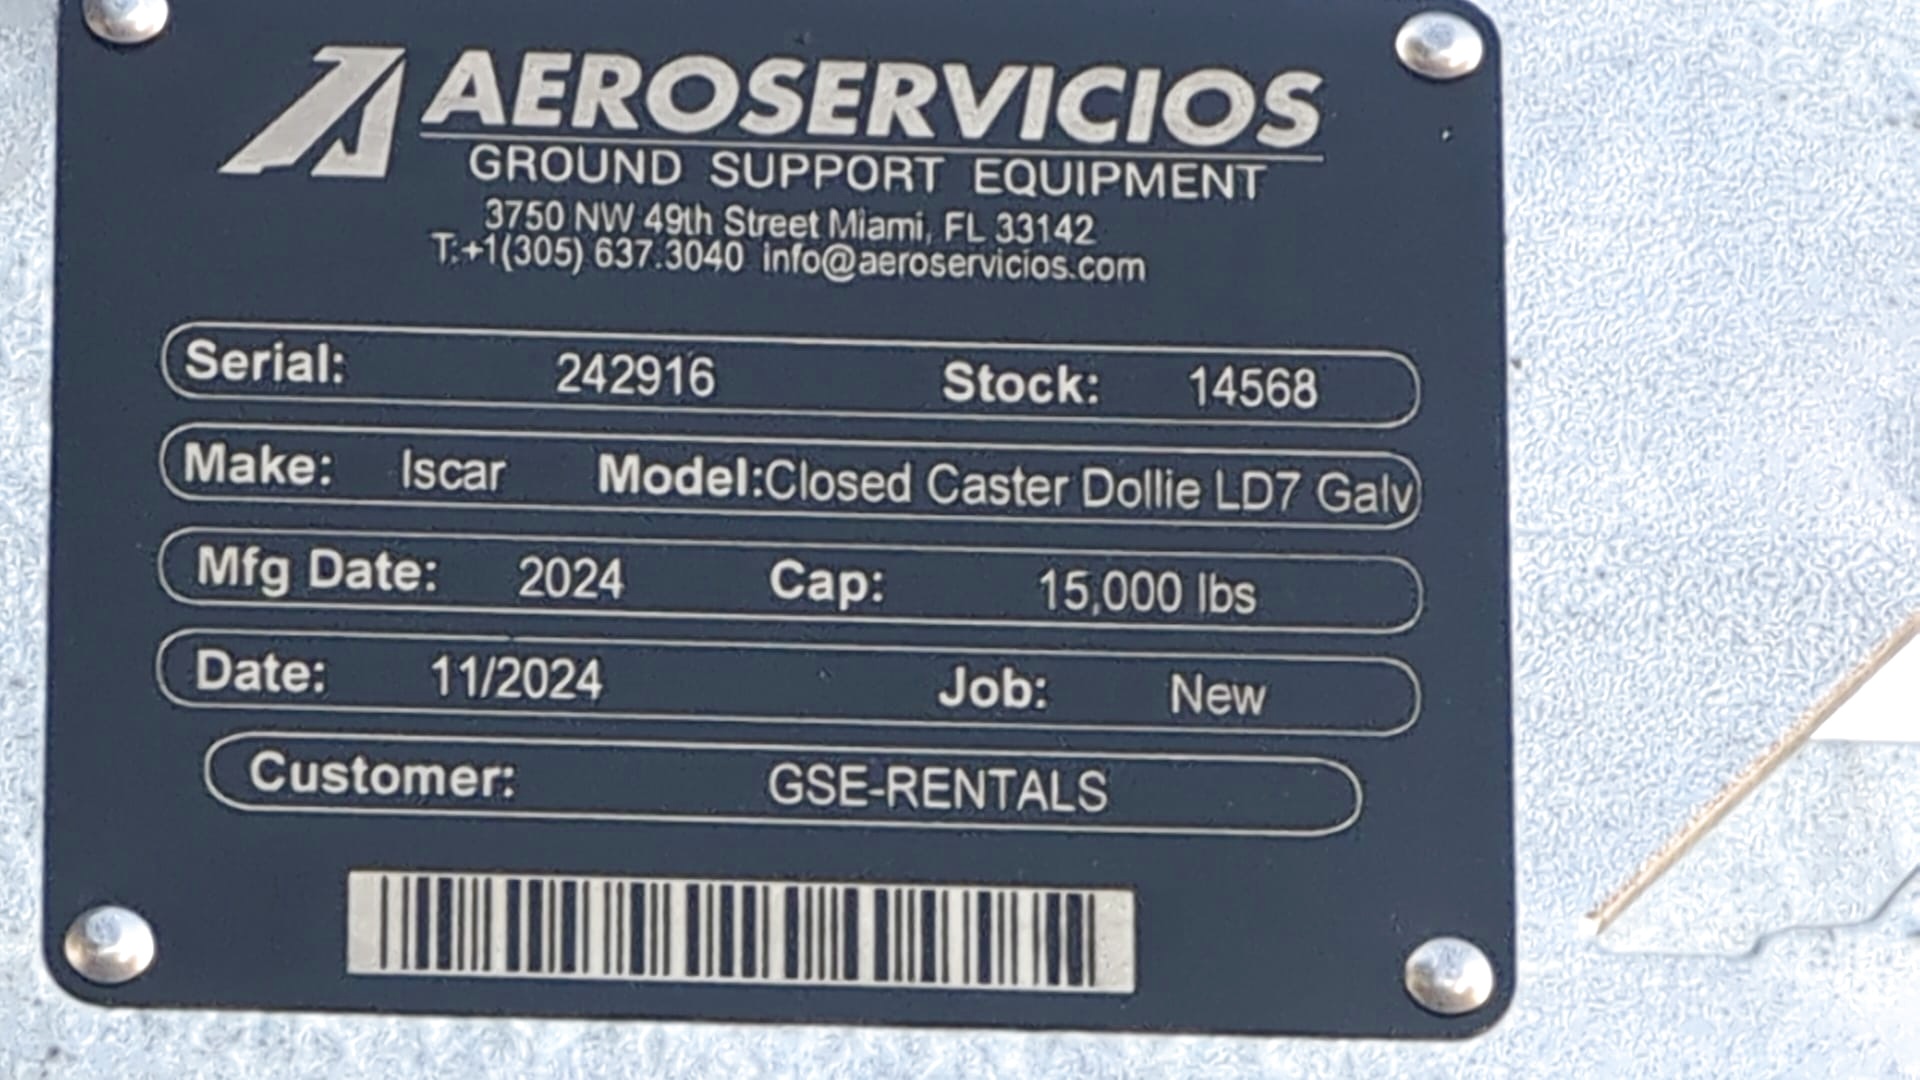 AEROSERVICIOS
GROUND SUPPORT EQUIPMENT
3750 NW 49th Street Miami, FL 33142
T:+1(305) 637.3040 info@aeroservicios.com
Serial: 242916 Stock: 14568
Make: Iscar Model:Closed Caster Dollie LD7 Galv
Mfg Date: 2024 Cap: 15,000 lbs
Date: 11/2024 Job: New
Customer: GSE-RENTALS